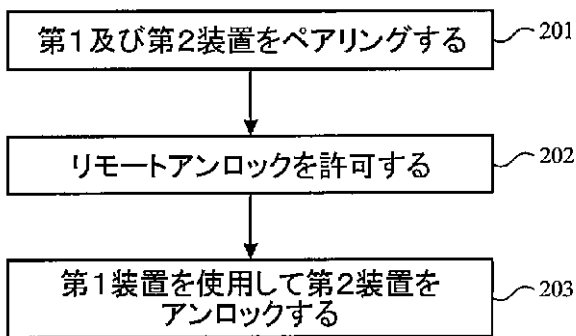 第1及び第2装置をペアリングする
201
リモートアンロックを許可する
202
第1装置を使用して第2装置を
アンロックする
203